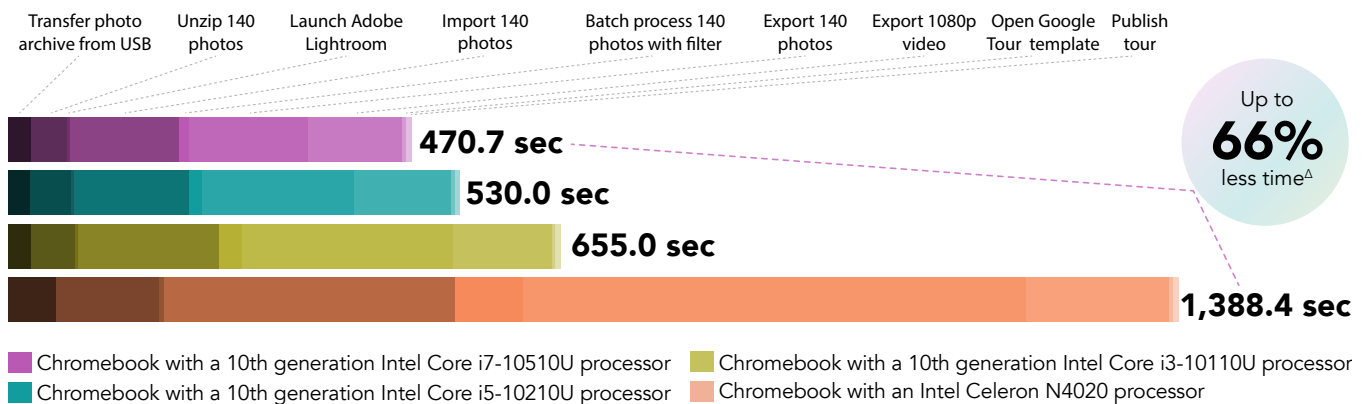 Transfer photo
archive from USB
Unzip 140
photos
Launch Adobe
Lightroom
Import 140
photos
Batch process 140
photos with filter
Export 140
photos
Export 1080p
video
Open Google
Tour template
Publish
tour
Up to
66%
less time∆
470.7 sec
530.0 sec
655.0 sec
1,388.4 sec
Chromebook with a 10th generation Intel Core i7-10510U processor
Chromebook with a 10th generation Intel Core i3-10110U processor
Chromebook with a 10th generation Intel Core i5-10210U processor
Chromebook with an Intel Celeron N4020 processor